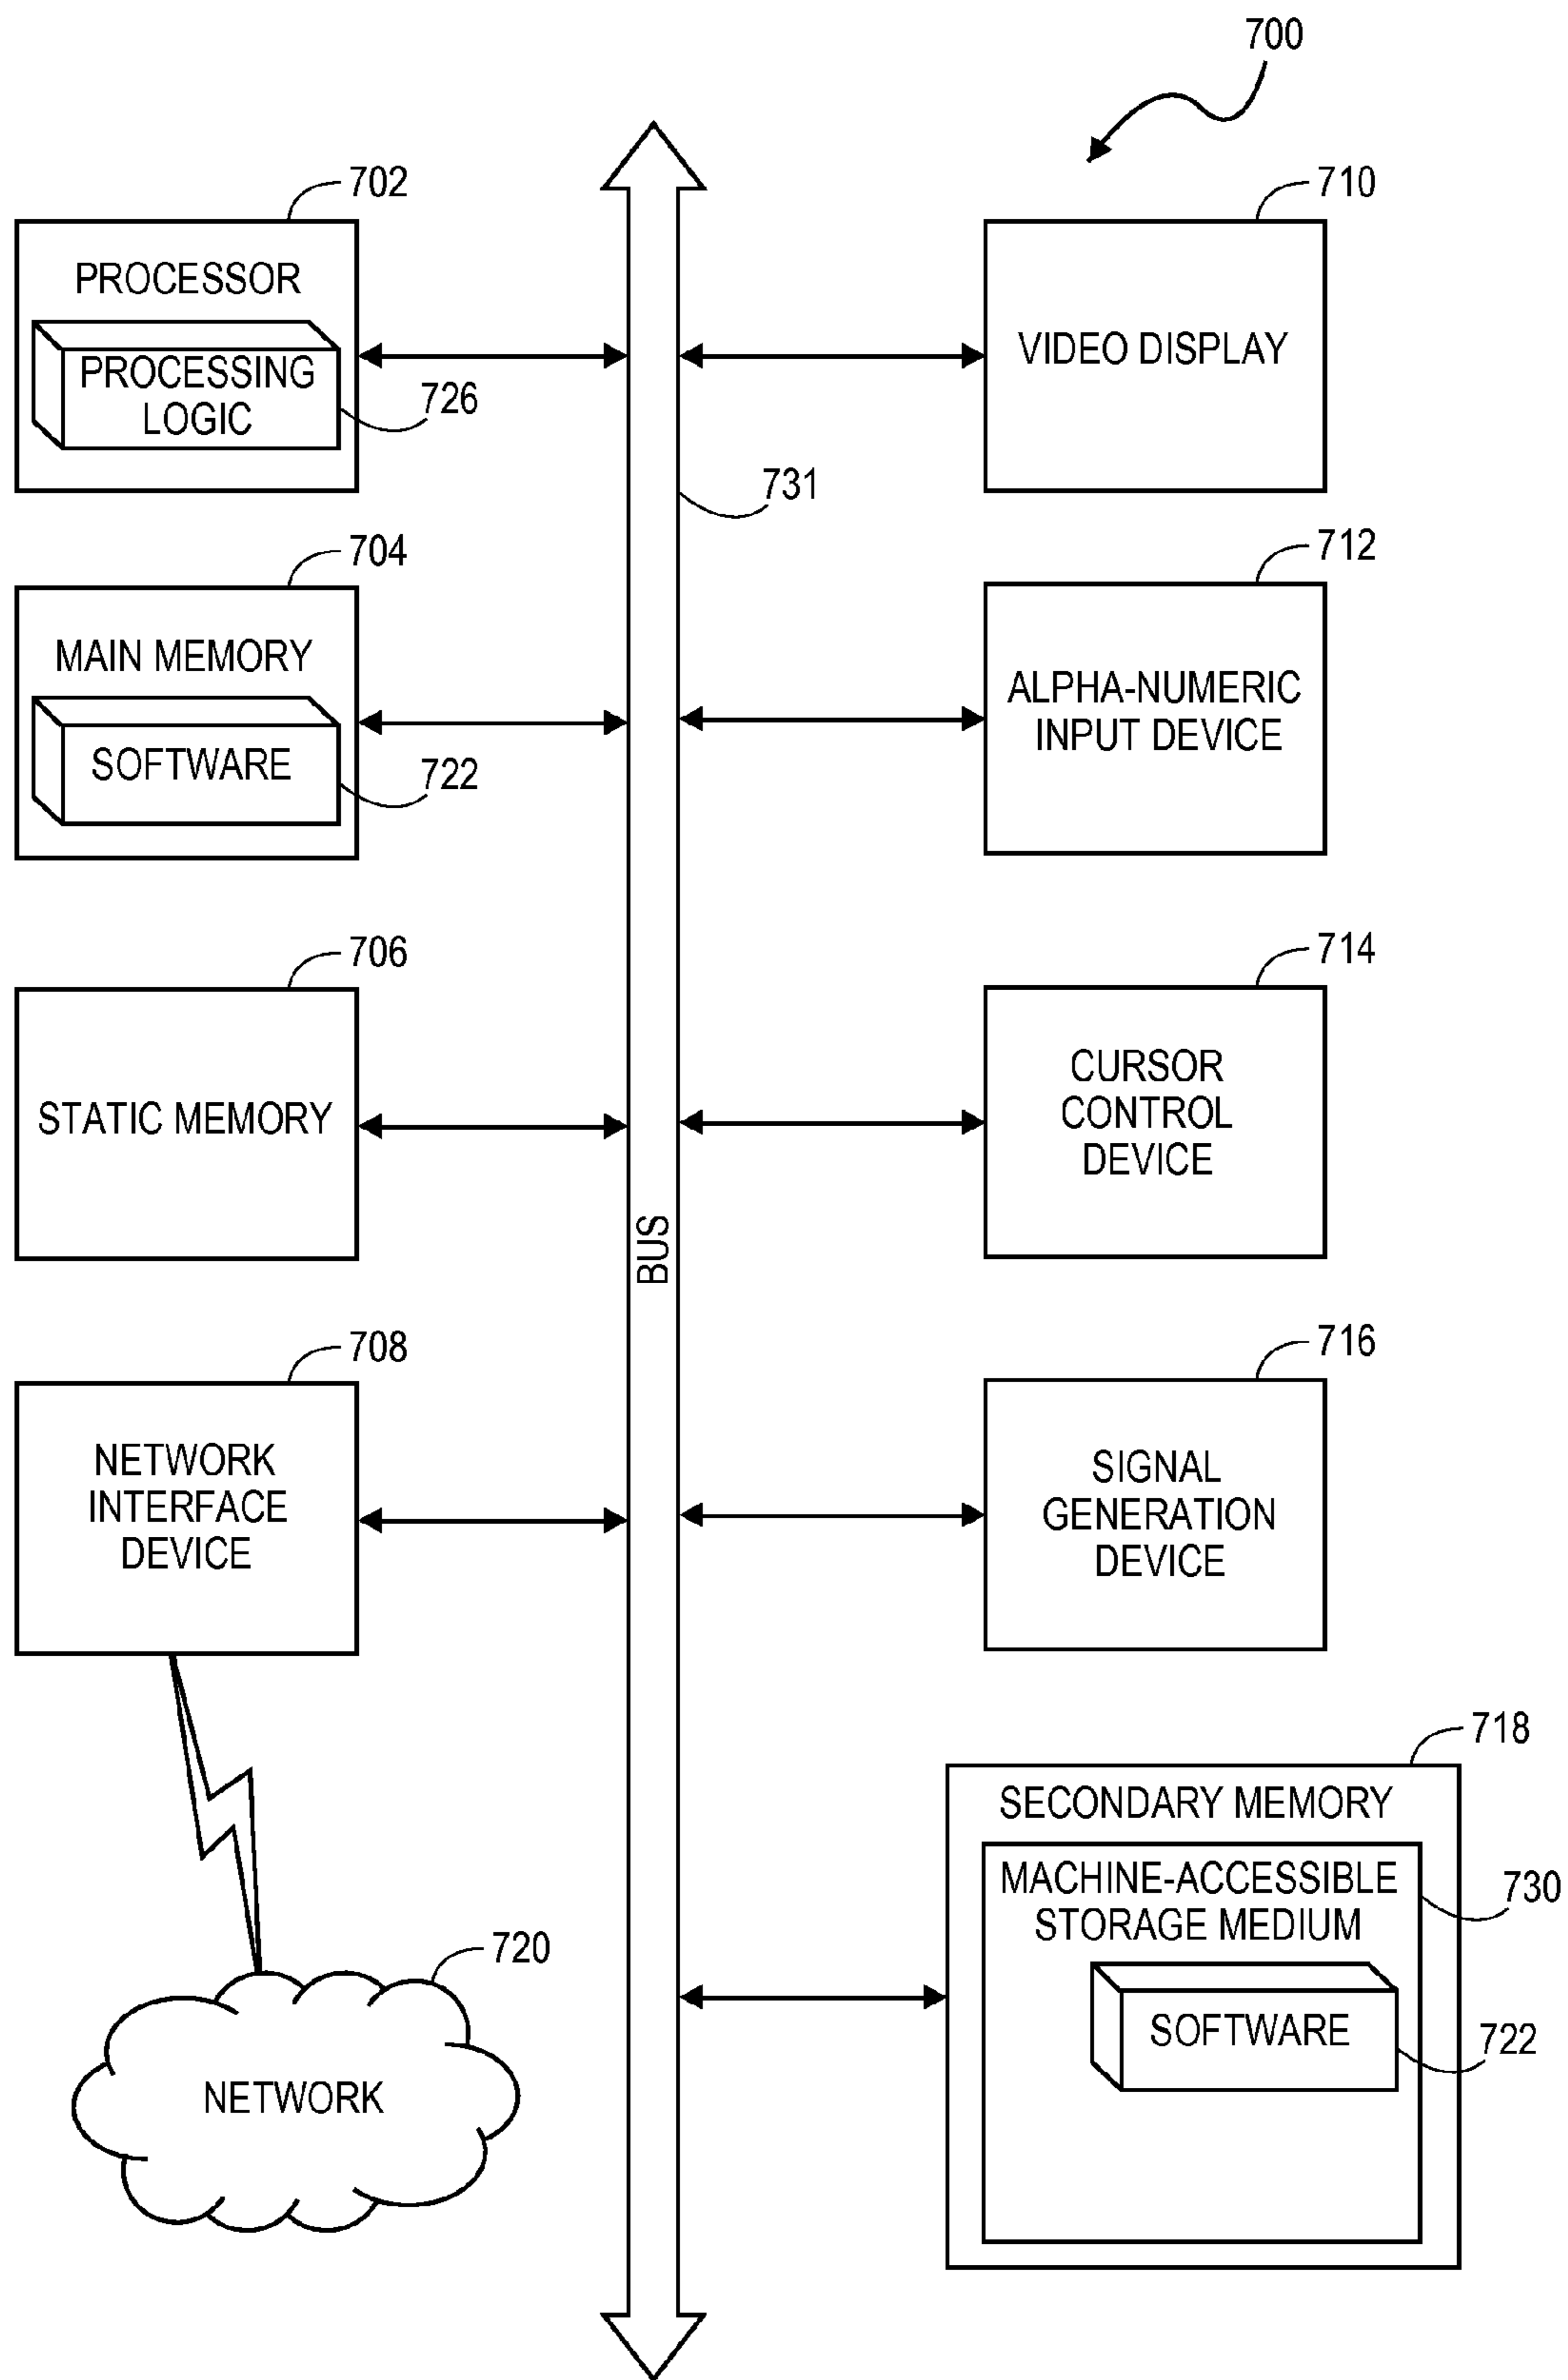 700
702
PROCESSOR
PROCESSING
LOGIC
726
704
MAIN MEMORY
SOFTWARE
722
706
STATIC MEMORY
708
NETWORK
INTERFACE
DEVICE
720
NETWORK
731
BUS
710
VIDEO DISPLAY
712
ALPHA-NUMERIC
INPUT DEVICE
714
CURSOR
CONTROL
DEVICE
716
SIGNAL
GENERATION
DEVICE
718
SECONDARY MEMORY
MACHINE-ACCESSIBLE
STORAGE MEDIUM
730
SOFTWARE
722